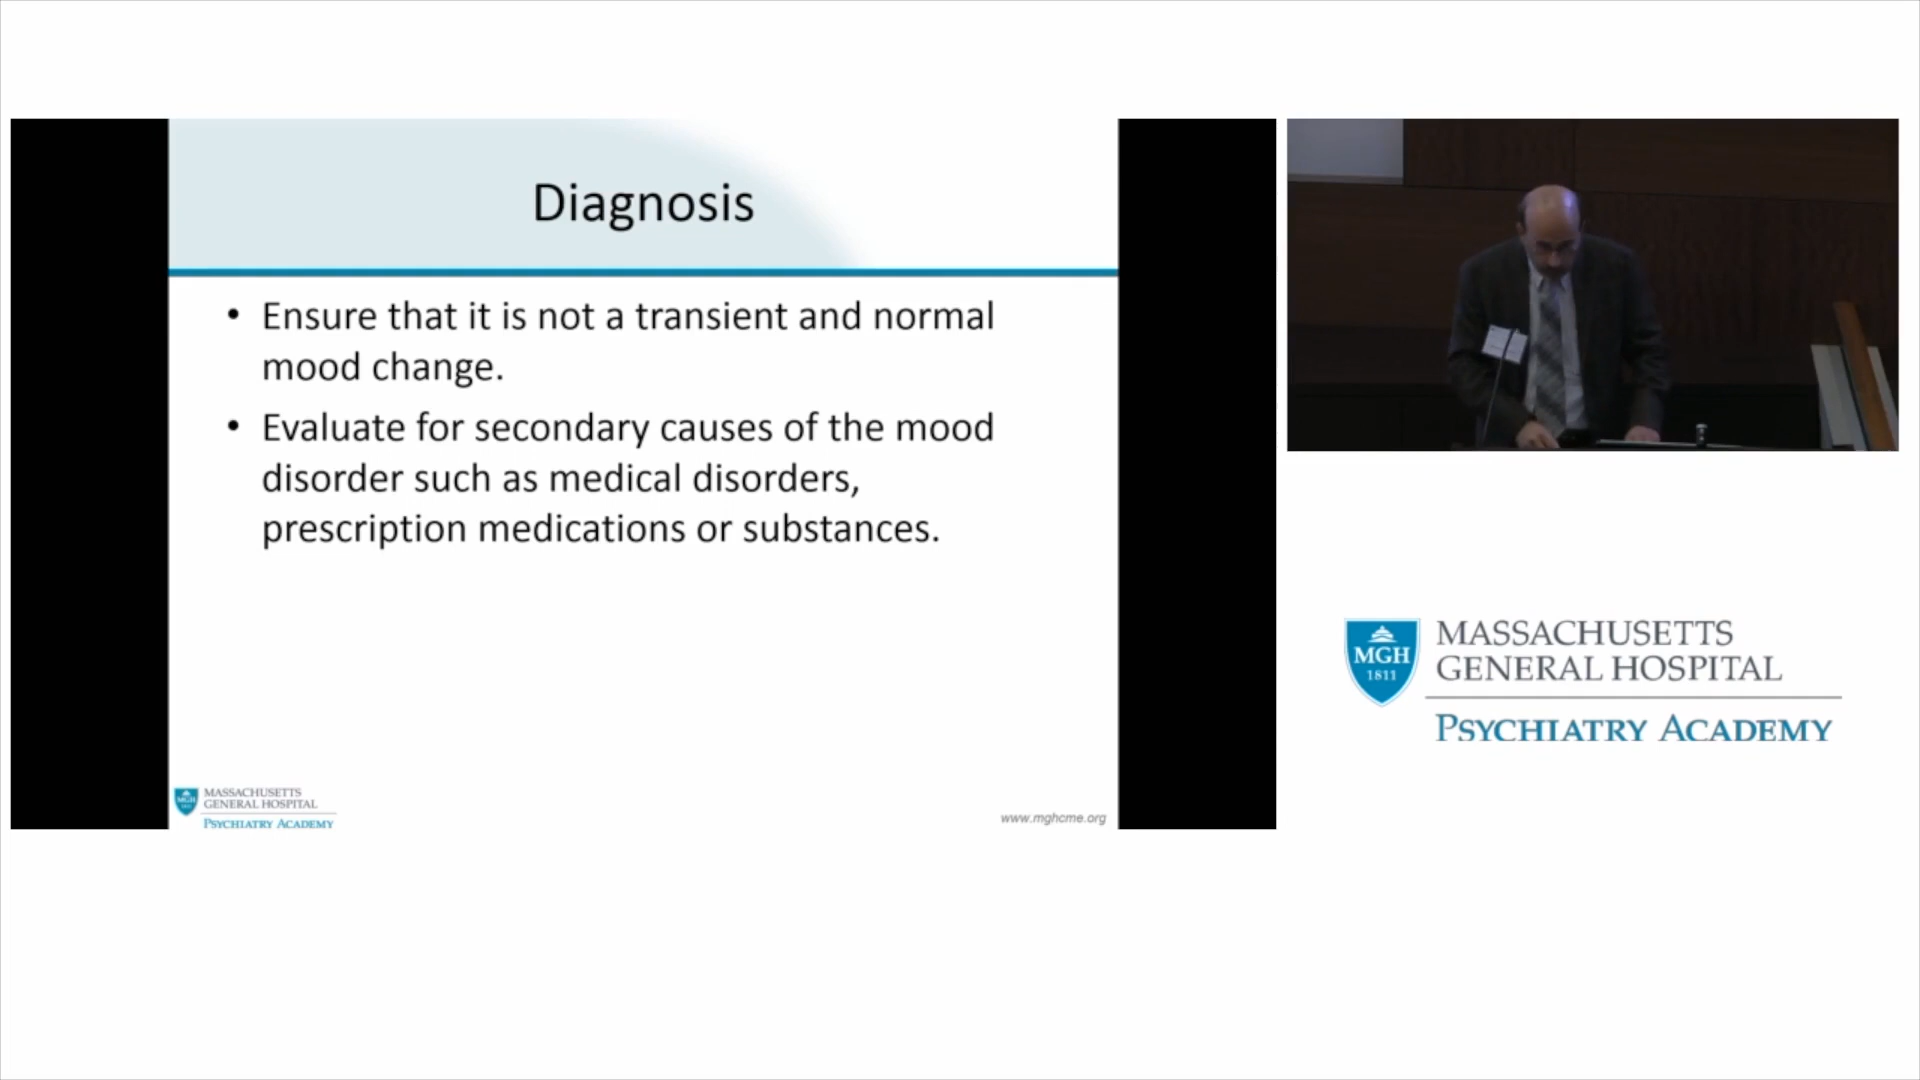 Diagnosis
• Ensure that it is not a transient and normal
mood change.
• Evaluate for secondary causes of the mood
disorder such as medical disorders,
prescription medications or substances.
MGH
MASSACHUSETTS
GENERAL HOSPITAL
PSYCHIATRY ACADEMY
www.mghcme.org
MGH
1811
MASSACHUSETTS
GENERAL HOSPITAL
PSYCHIATRY ACADEMY